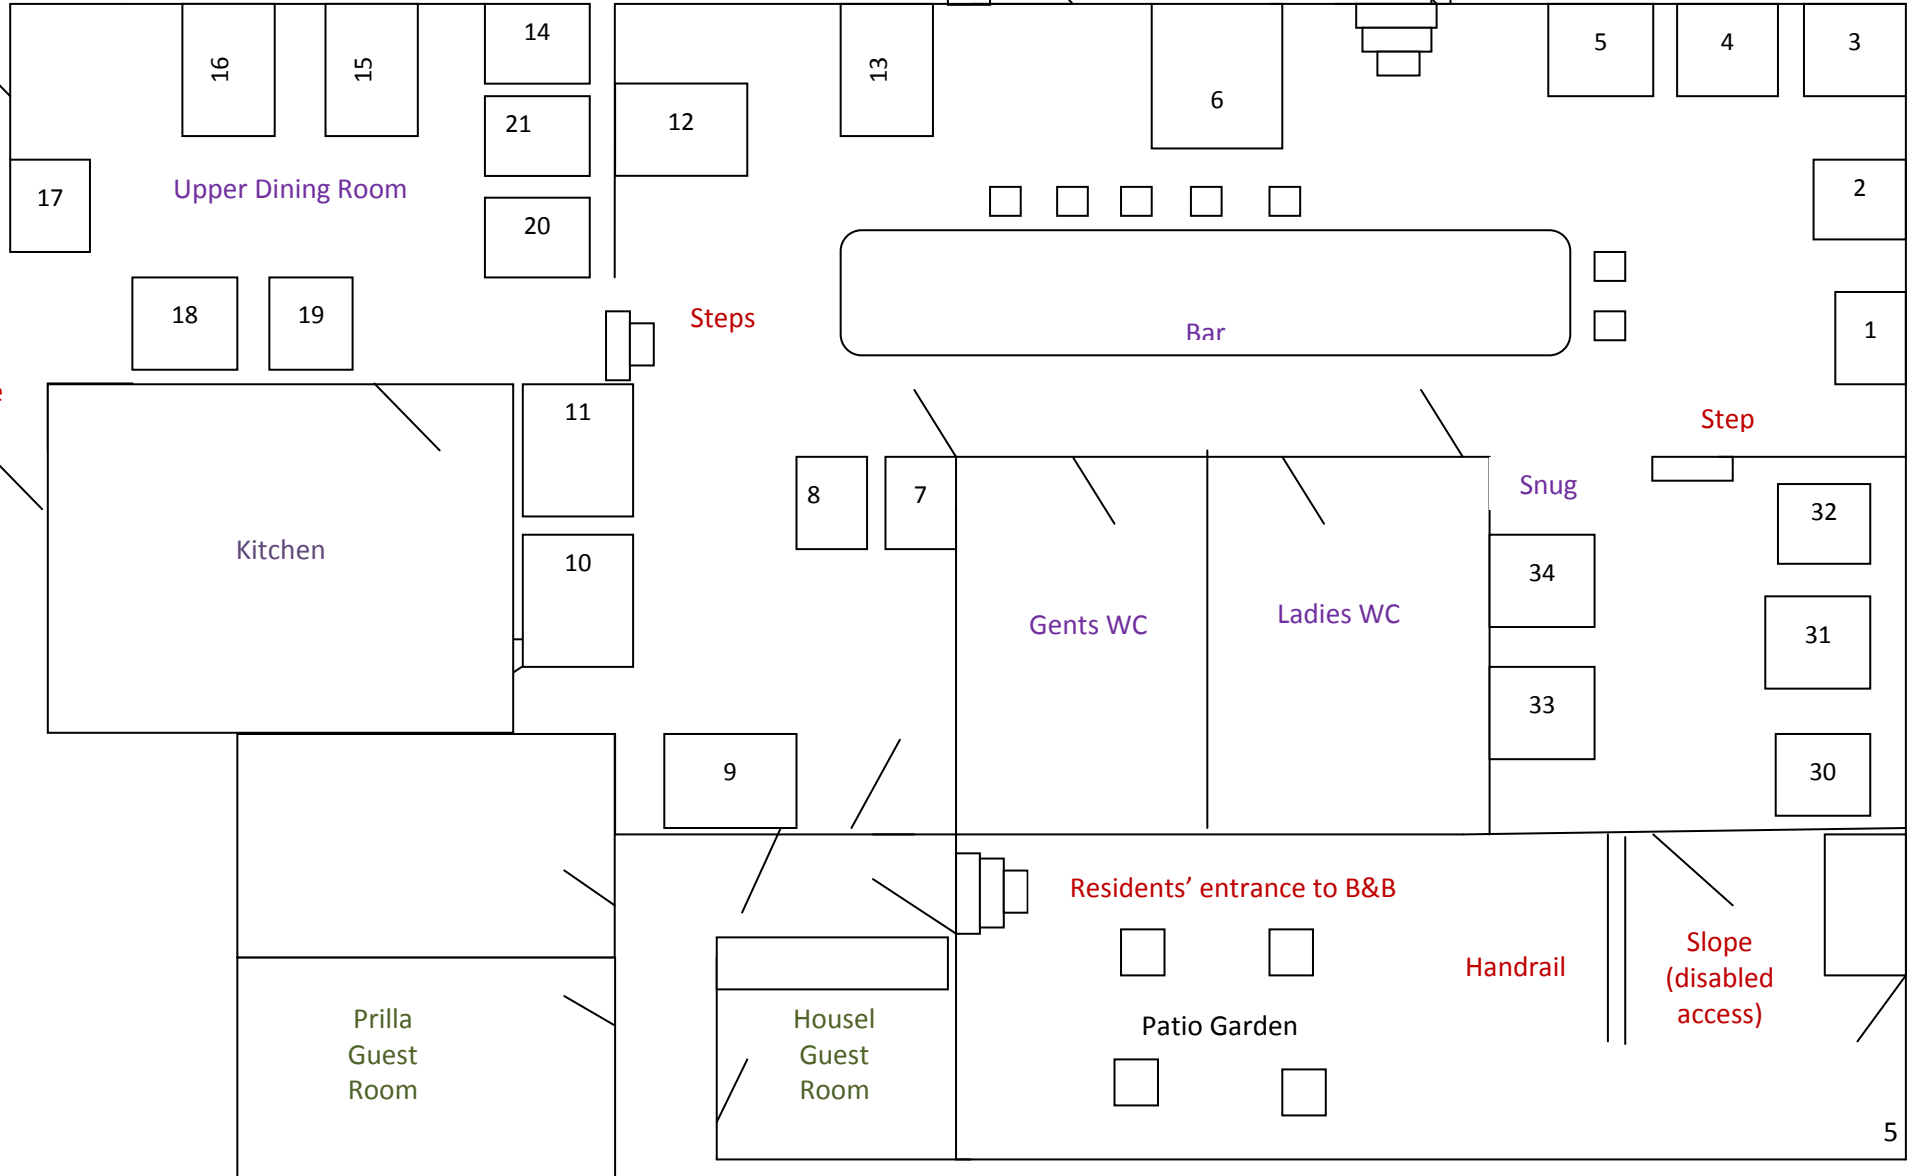 14
5
4
3
16
15
13
6
21
12
17
Upper Dining Room
2
20
18
19
Steps
Bar
1
e
11
Step
8
7
Snug
32
Kitchen
10
34
Gents WC
Ladies WC
31
33
9
30
Residents’ entrance to B&B
Handrail
Slope
(disabled
access)
Prilla
Guest
Room
Housel
Guest
Room
Patio Garden
5